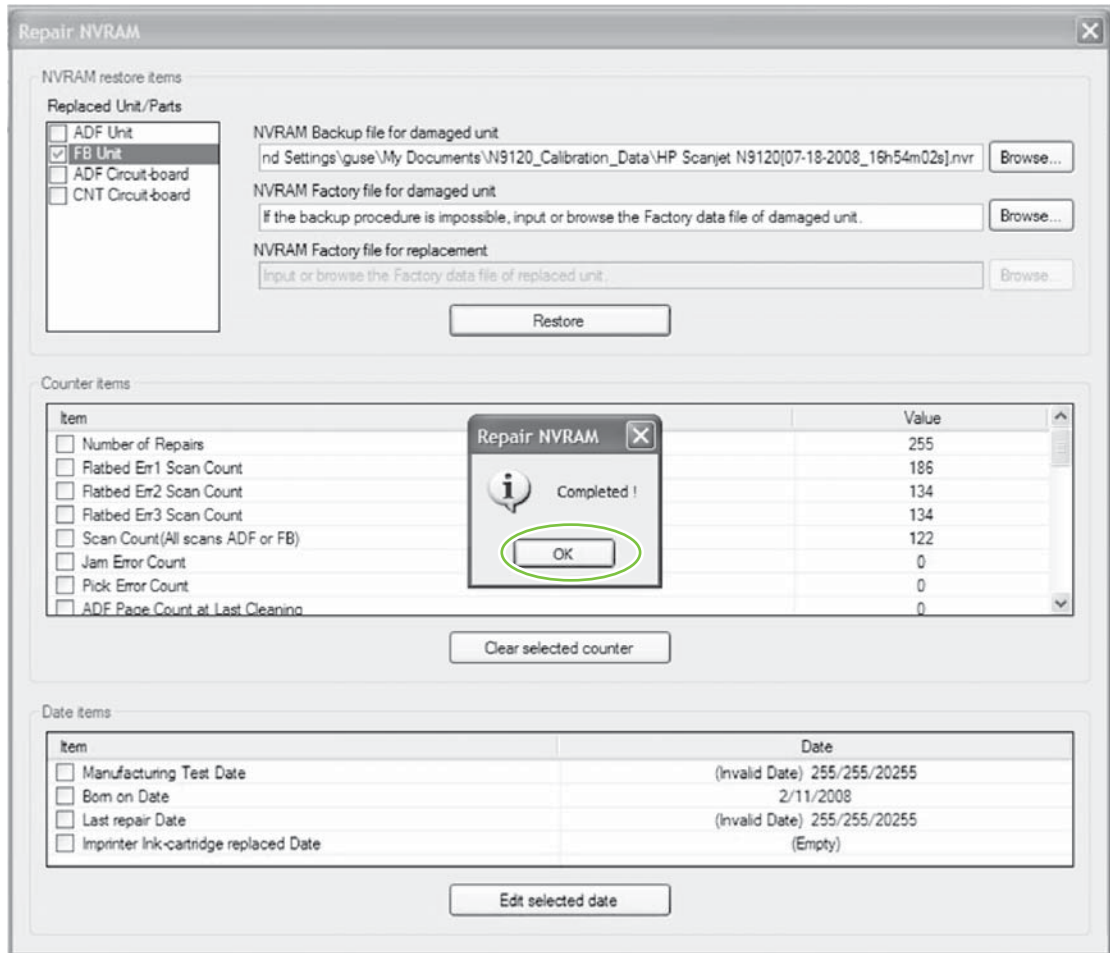 Repair NVRAM
NVRAM restore items
Replaced Unit/Parts
ADF Unit
FB Unit
ADF Circuit-board
CNT Circuit-board
NVRAM Backup file for damaged unit
nd Settings\guse\My Documents\N9120_Calibration_Data\HP Scanjet N9120[07-18-2008_16h54m02s].nvr
Browse...
NVRAM Factory file for damaged unit
If the backup procedure is impossible, input or browse the Factory data file of damaged unit.
Browse...
NVRAM Factory file for replacement
Input or browse the Factory data file of replaced unit.
Browse...
Restore
Counter items
Item Value
Number of Repairs 255
Flatbed Err1 Scan Count 186
Flatbed Err2 Scan Count 134
Flatbed Err3 Scan Count 134
Scan Count(All scans ADF or FB) 122
Jam Error Count 0
Pick Error Count 0
ADF Page Count at Last Cleaning 0
Repair NVRAM
Completed !
OK
Clear selected counter
Date items
Item Date
Manufacturing Test Date (Invalid Date) 255/255/20255
Born on Date 2/11/2008
Last repair Date (Invalid Date) 255/255/20255
Imprinter Ink-cartridge replaced Date (Empty)
Edit selected date